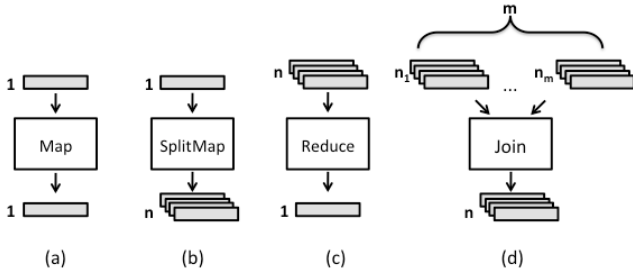 m
1 1 n n1 ... nm
Map SplitMap Reduce Join
1 n 1 n
(a) (b) (c) (d)